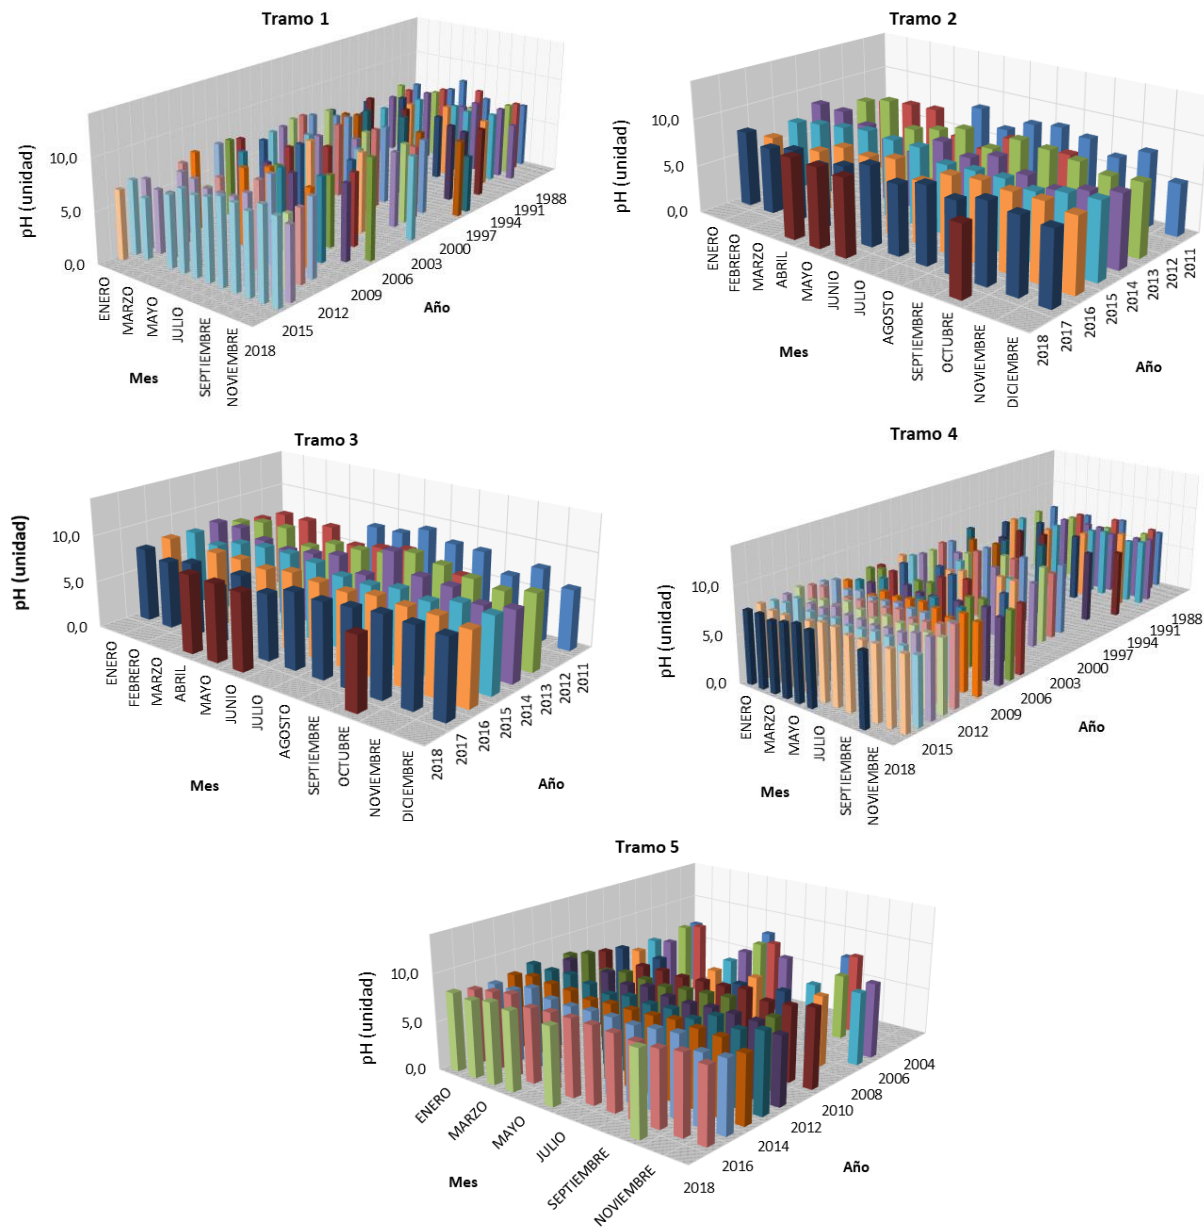 Tramo 1
pH (unidad)
10,0
5,0
0,0
ENERO
MARZO
MAYO
JULIO
SEPTIEMBRE
NOVIEMBRE
Mes
2018
2015
2012
2009
2006
2003
2000
1997
1994
1991
1988
Año
Tramo 2
pH (unidad)
10,0
5,0
0,0
ENERO
FEBRERO
MARZO
ABRIL
MAYO
JUNIO
JULIO
AGOSTO
SEPTIEMBRE
OCTUBRE
NOVIEMBRE
DICIEMBRE
Mes
2018
2017
2016
2015
2014
2013
2012
2011
Año
Tramo 3
pH (unidad)
10,0
5,0
0,0
ENERO
FEBRERO
MARZO
ABRIL
MAYO
JUNIO
JULIO
AGOSTO
SEPTIEMBRE
OCTUBRE
NOVIEMBRE
DICIEMBRE
Mes
2018
2017
2016
2015
2014
2013
2012
2011
Año
Tramo 4
pH (unidad)
10,0
5,0
0,0
ENERO
MARZO
MAYO
JULIO
SEPTIEMBRE
NOVIEMBRE
Mes
2018
2015
2012
2009
2006
2003
2000
1997
1994
1991
1988
Año
Tramo 5
pH (unidad)
10,0
5,0
0,0
ENERO
MARZO
MAYO
JULIO
SEPTIEMBRE
NOVIEMBRE
Mes
2018
2016
2014
2012
2010
2008
2006
2004
Año